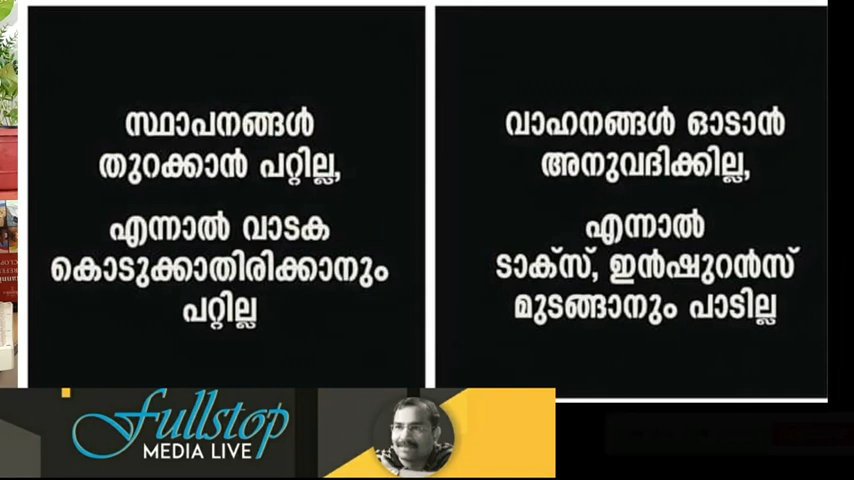 സ്ഥാപനങ്ങൾ
തുറക്കാൻ പറ്റില്ല,
എന്നാൽ വാടക
കൊടുക്കാതിരിക്കാനും
പറ്റില്ല
വാഹനങ്ങൾ ഓടാൻ
അനുവദിക്കില്ല,
എന്നാൽ
ടാക്സ്, ഇൻഷുറൻസ്
മുടങ്ങാനും പാടില്ല
fullstop
MEDIA LIVE